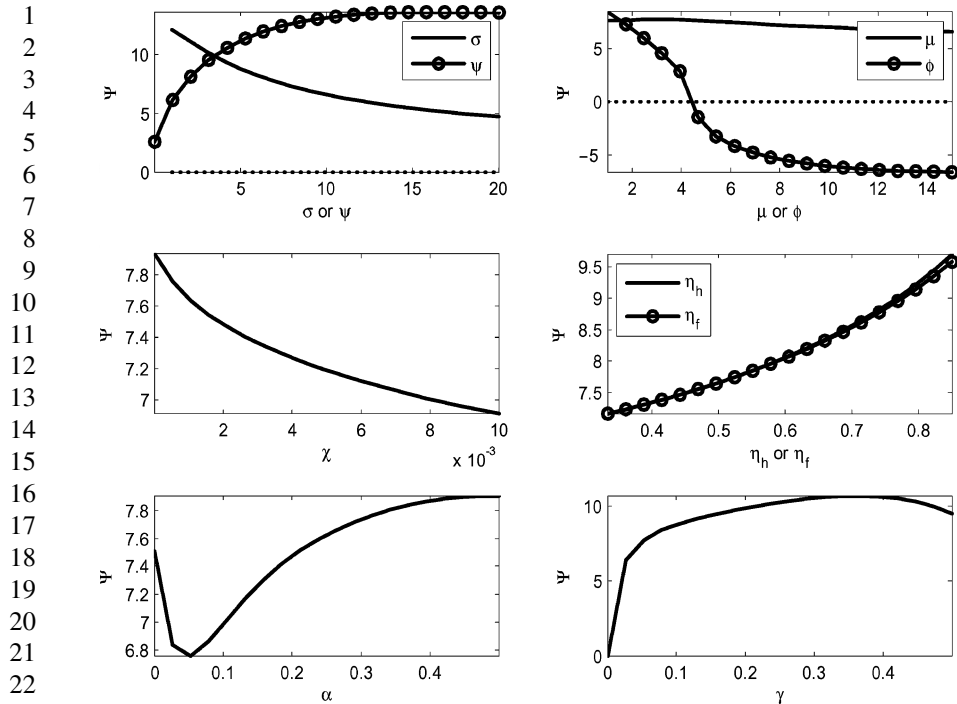 1
2
3
4
5
6
7
8
9
10
11
12
13
14
15
16
17
18
19
20
21
22
10
5
0
Ψ
σ
ψ
5 10 15 20
σ or ψ
5
0
−5
Ψ
μ
ϕ
2 4 6 8 10 12 14
μ or ϕ
7.8
7.6
7.4
7.2
7
Ψ
2 4 6 8 10
χ
x 10⁻³
9.5
9
8.5
8
7.5
Ψ
η_h
η_f
0.4 0.5 0.6 0.7 0.8
η_h or η_f
7.8
7.6
7.4
7.2
7
6.8
Ψ
0 0.1 0.2 0.3 0.4
α
10
5
0
Ψ
0 0.1 0.2 0.3 0.4
γ